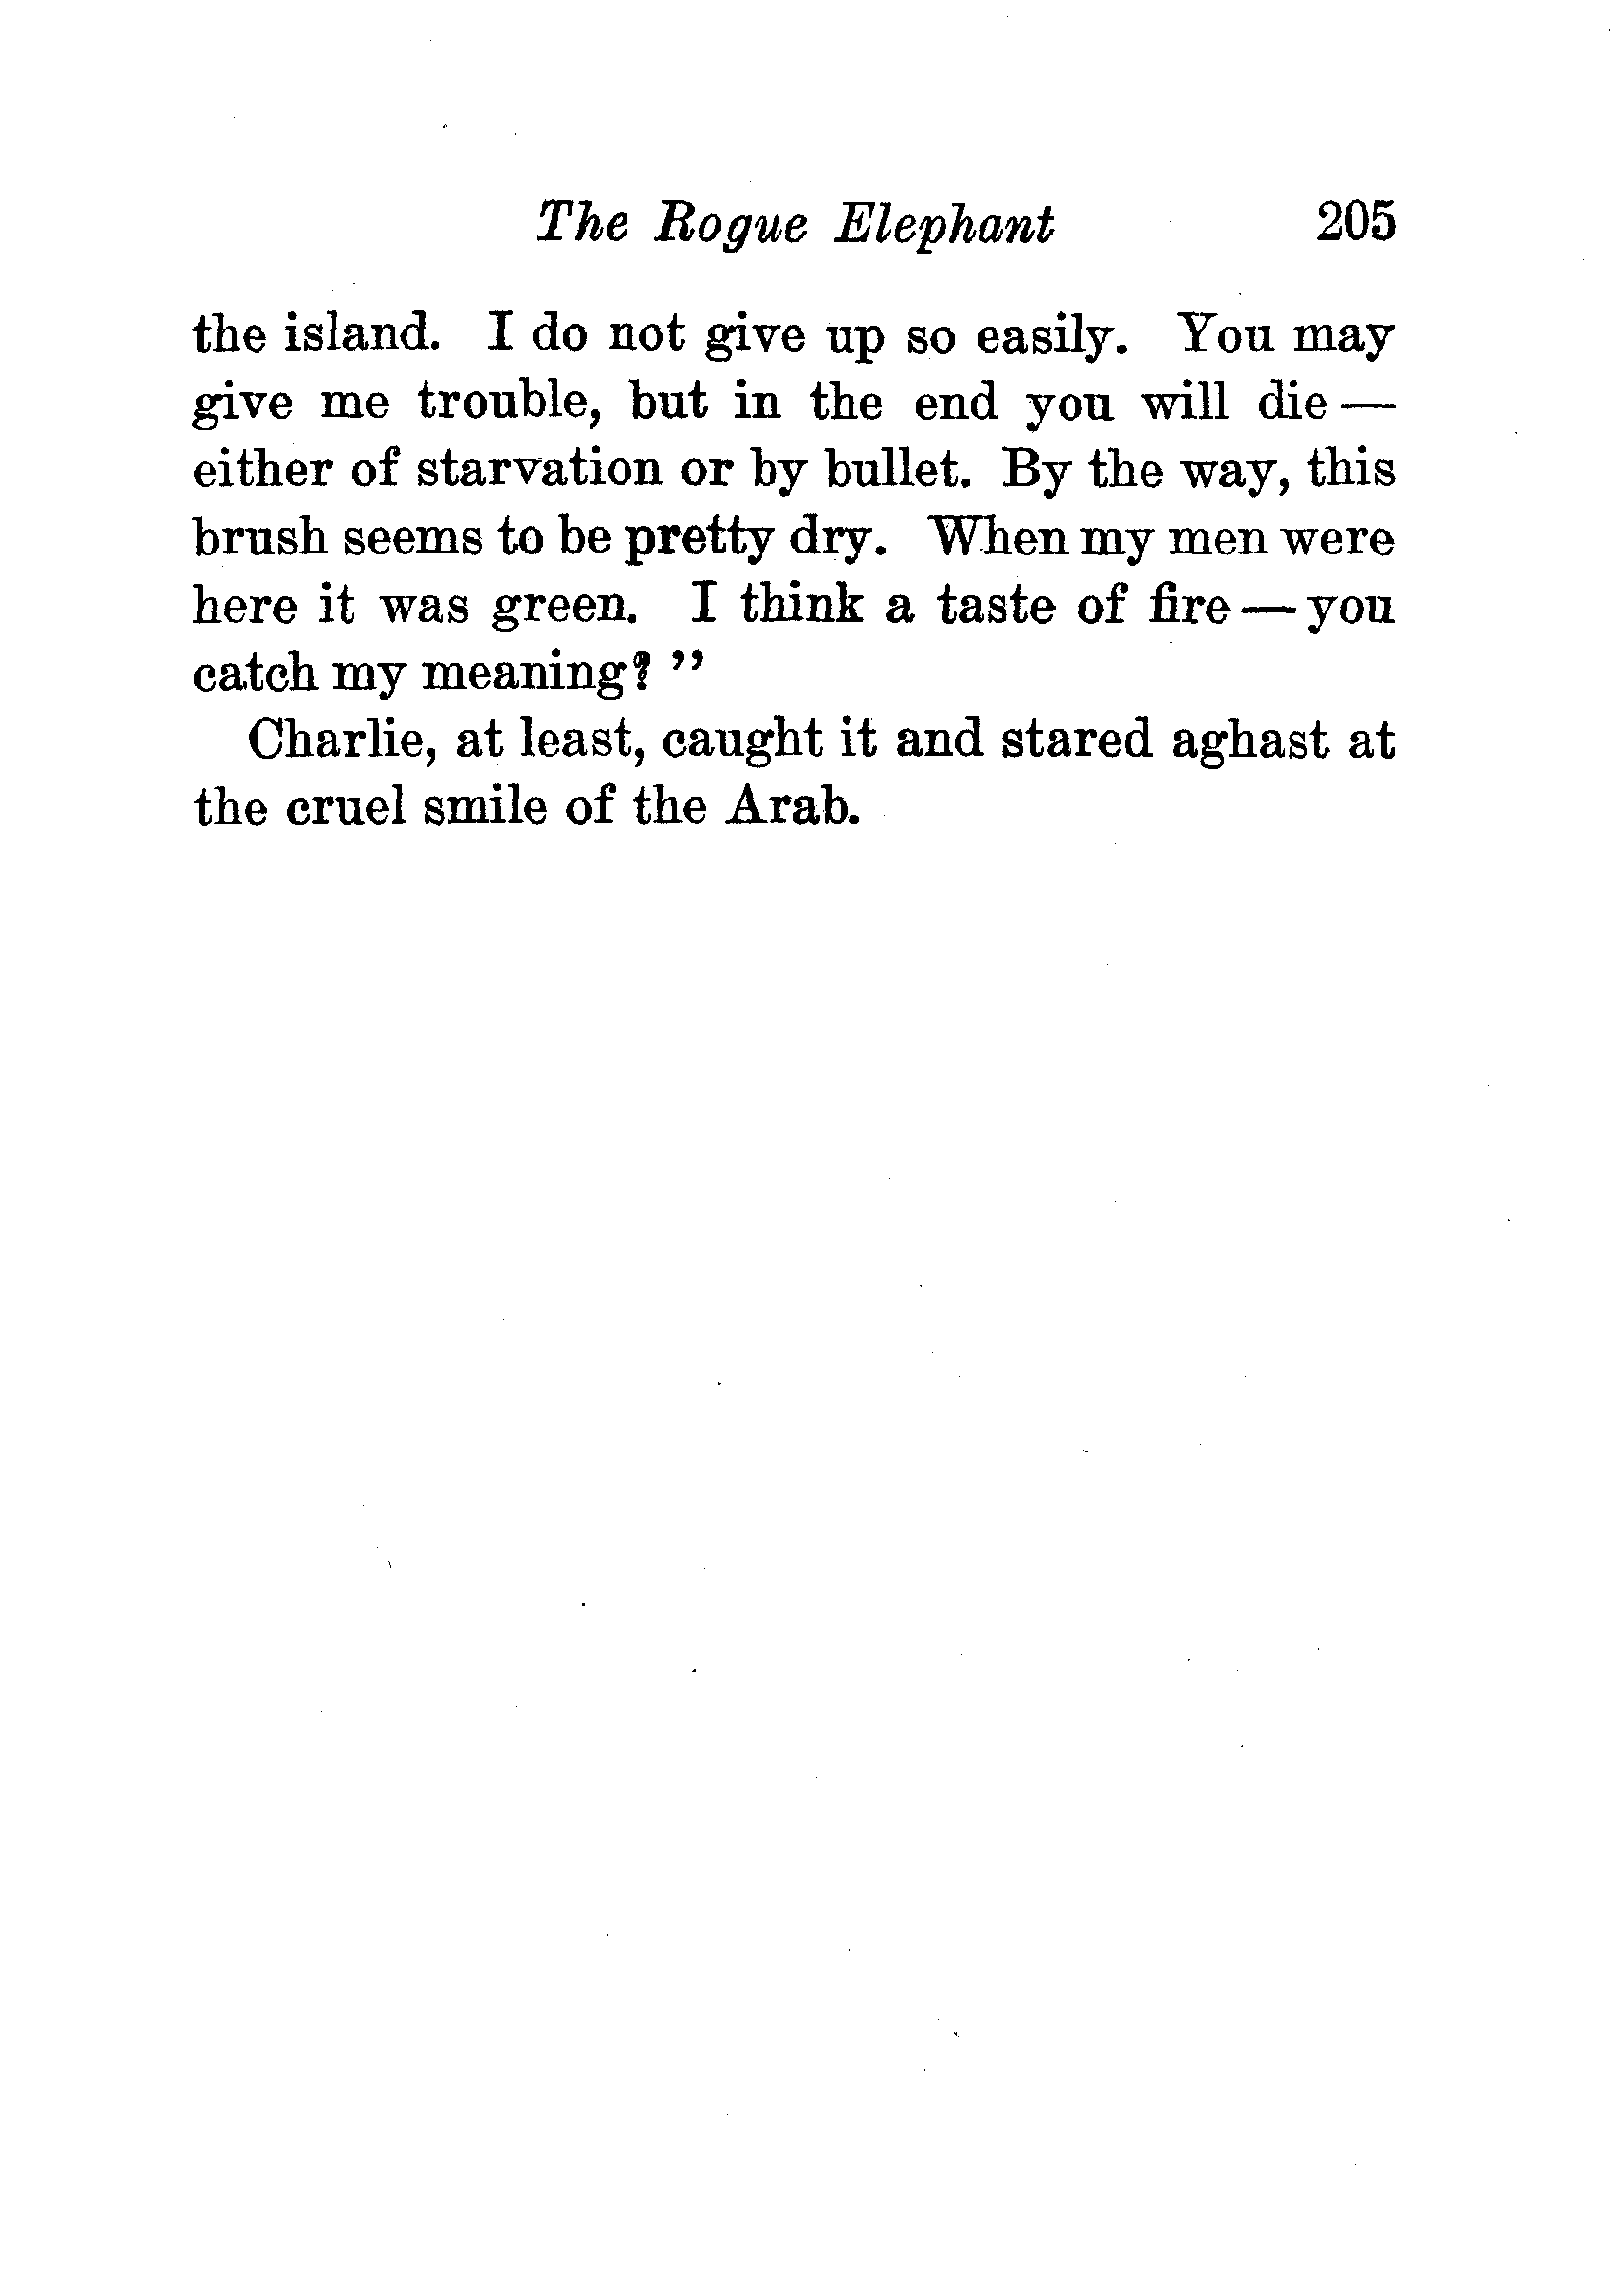 The Rogue Elephant 205
the island. I do not give up so easily. You may
give me trouble, but in the end you will die —
either of starvation or by bullet. By the way, this
brush seems to be pretty dry. When my men were
here it was green. I think a taste of fire — you
catch my meaning? ”
Charlie, at least, caught it and stared aghast at
the cruel smile of the Arab.